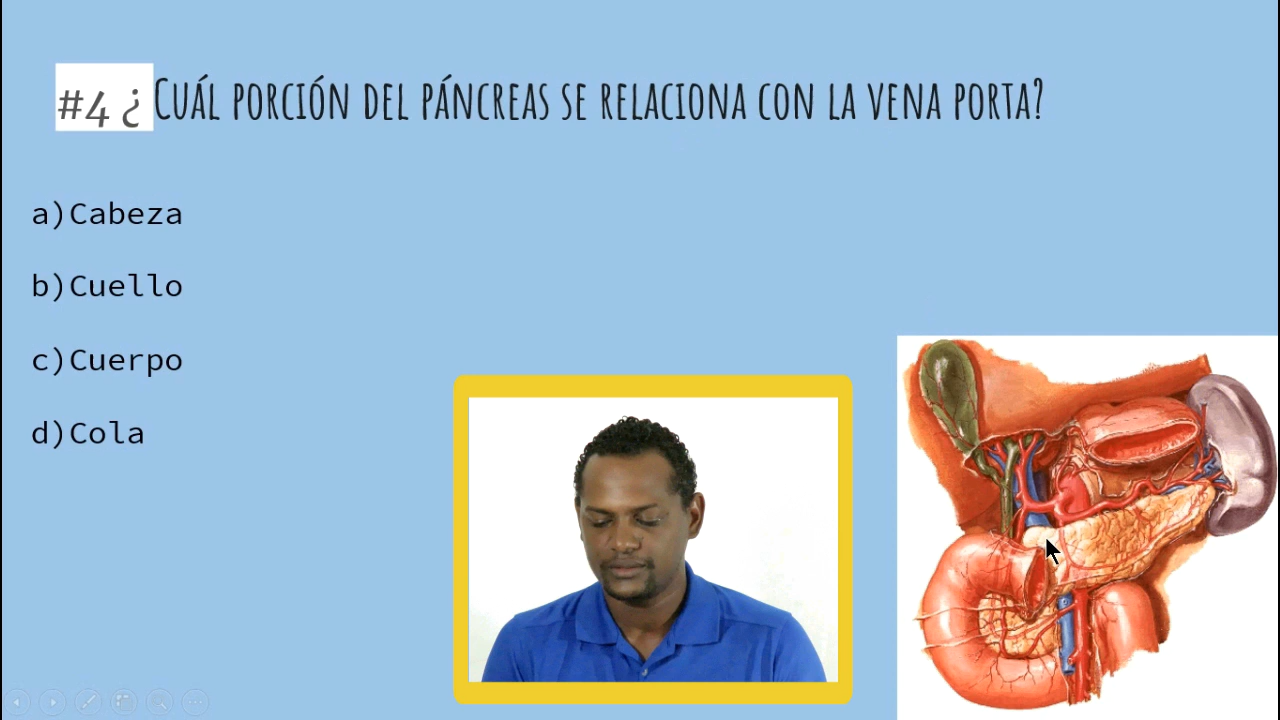 #4 ¿Cuál porción del páncreas se relaciona con la vena porta?
a)Cabeza
b)Cuello
c)Cuerpo
d)Cola